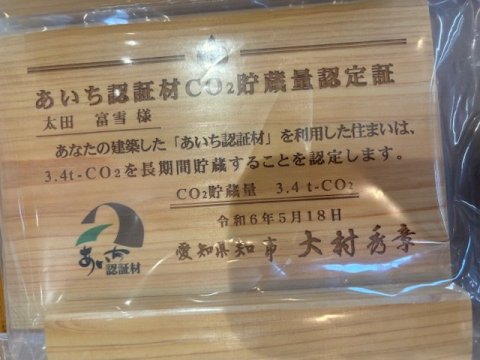 あいち認証材CO₂貯蔵量認定証
太田 富雪 様
あなたの建築した「あいち認証材」を利用した住まいは、
3.4t-CO₂を長期間貯蔵することを認定します。
CO₂貯蔵量 3.4 t-CO₂
令和6年5月18日
愛知県知事 大村秀章
あいち
認証材